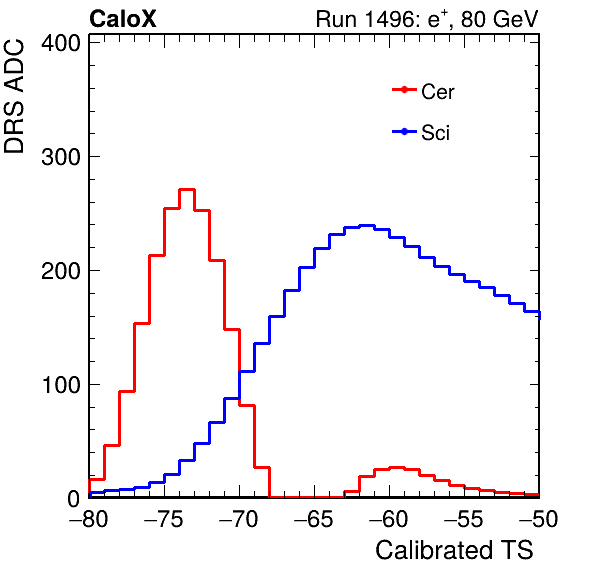 CaloX Run 1496: e⁺, 80 GeV
DRS ADC
400
300
200
100
0
Cer
Sci
−80 −75 −70 −65 −60 −55 −50
Calibrated TS